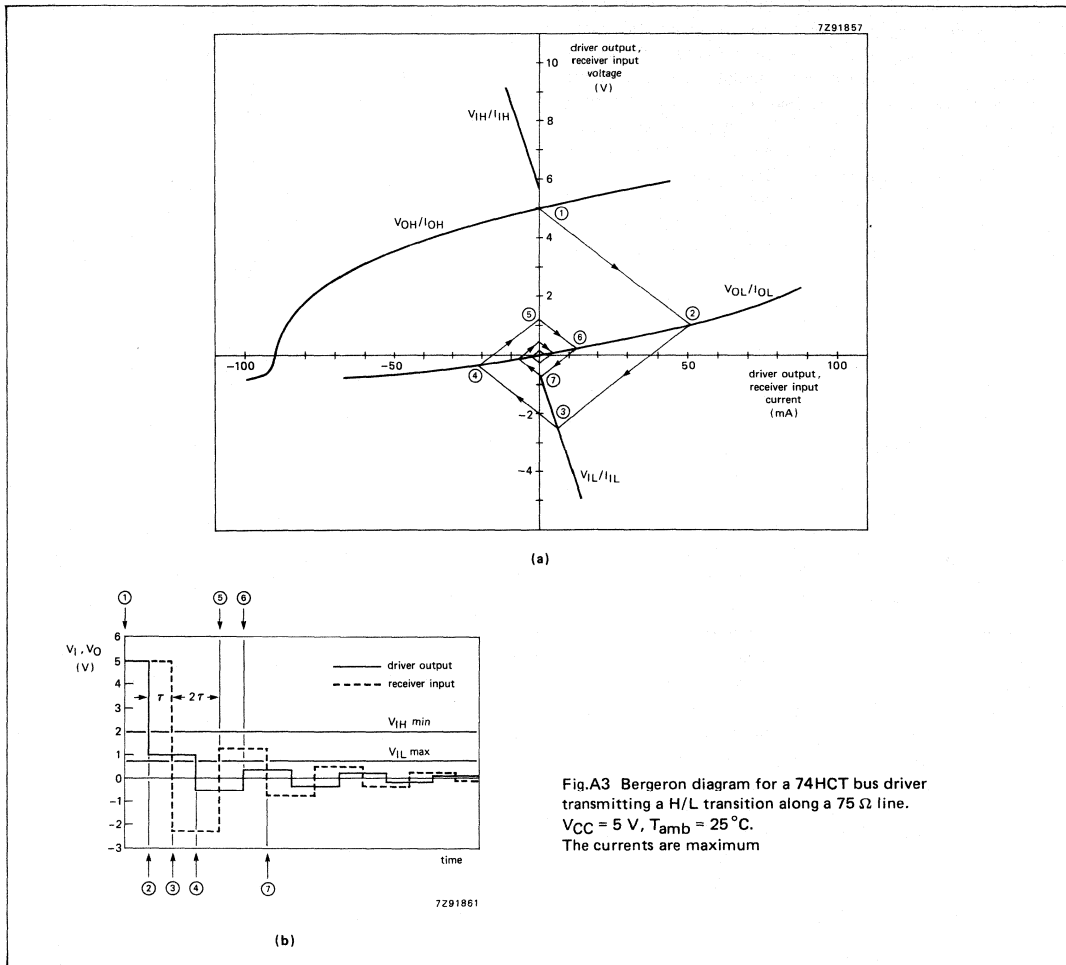 7Z91857
driver output,
receiver input
voltage
(V)
10
8
6
4
2
-2
-4
-100
-50
50
100
VIH/IIH
VOH/IOH
VOL/IOL
VIL/IIL
①
②
③
④
⑤
⑥
⑦
driver output,
receiver input
current
(mA)
(a)
①
⑤
⑥
VI, VO
(V)
6
5
4
3
2
1
0
-1
-2
-3
τ
2τ
driver output
receiver input
VIH min
VIL max
time
②
③
④
⑦
7Z91861
(b)
Fig.A3 Bergeron diagram for a 74HCT bus driver
transmitting a H/L transition along a 75 Ω line.
VCC = 5 V, Tamb = 25 °C.
The currents are maximum